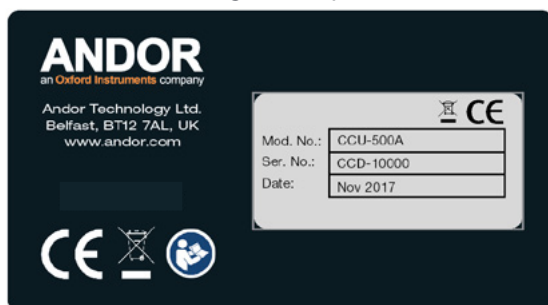 ANDOR
an Oxford Instruments company
Andor Technology Ltd.
Belfast, BT12 7AL, UK
www.andor.com
CE
CE
Mod. No.: CCU-500A
Ser. No.: CCD-10000
Date: Nov 2017